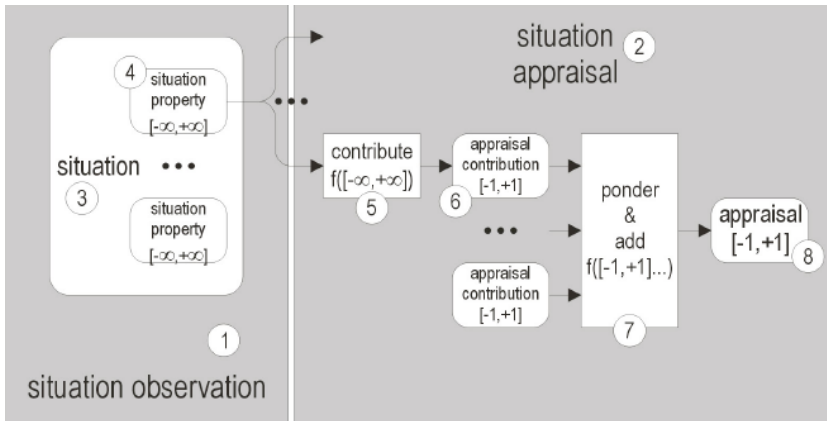 4
situation
property
[-∞,+∞]
situation
•••
3
situation
property
[-∞,+∞]
1
situation observation
situation
appraisal
2
•••
contribute
f([-∞,+∞])
5
appraisal
contribution
[-1,+1]
6
•••
appraisal
contribution
[-1,+1]
ponder
&
add
f([-1,+1]...)
7
appraisal
[-1,+1]
8